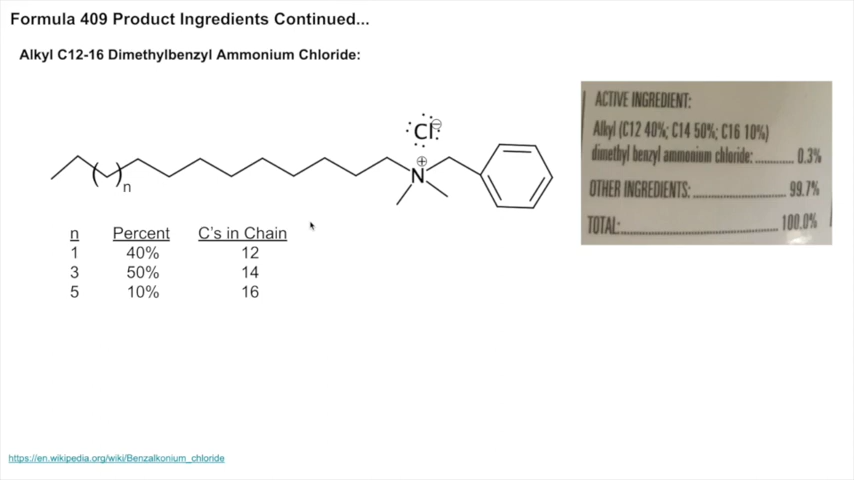 Formula 409 Product Ingredients Continued...
Alkyl C12-16 Dimethylbenzyl Ammonium Chloride:
Cl
⊖
⊕
N
n
n Percent C's in Chain
1 40% 12
3 50% 14
5 10% 16
ACTIVE INGREDIENT:
Alkyl (C12 40%; C14 50%; C16 10%)
dimethyl benzyl ammonium chloride:........... 0.3%
OTHER INGREDIENTS:............................ 99.7%
TOTAL:.............................................. 100.0%
https://en.wikipedia.org/wiki/Benzalkonium_chloride